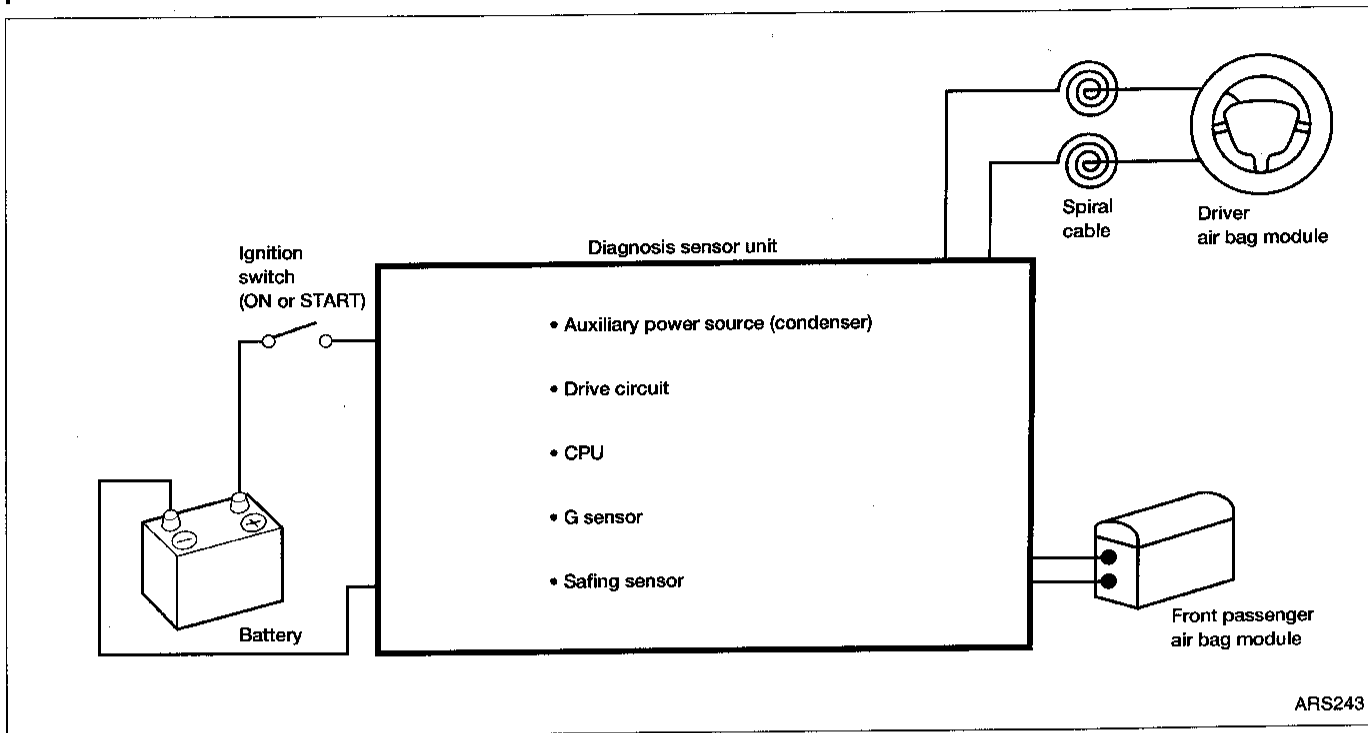 Spiral
cable
Driver
air bag module
Ignition
switch
(ON or START)
Diagnosis sensor unit
• Auxiliary power source (condenser)
• Drive circuit
• CPU
• G sensor
• Safing sensor
−
+
Battery
Front passenger
air bag module
ARS243